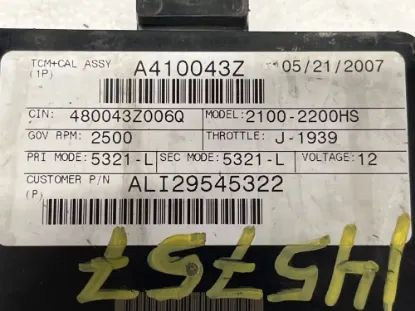 TCM+CAL ASSY A410043Z 05/21/2007
(1P)
CIN: 480043Z006Q MODEL: 2100-2200HS
GOV RPM: 2500 THROTTLE: J-1939
PRI MODE: 5321-L SEC MODE: 5321-L VOLTAGE: 12
CUSTOMER P/N ALI29545322
(P)
145757